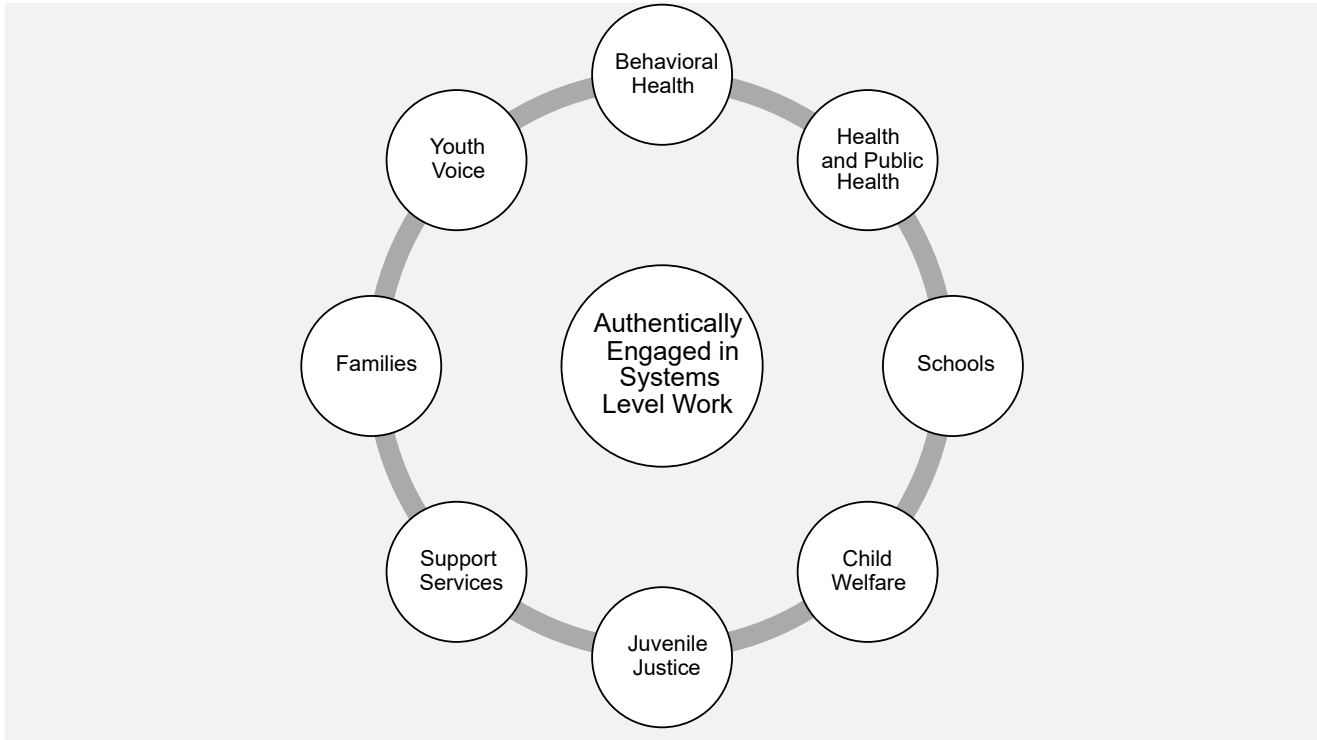 Behavioral
Health
Health
and Public
Health
Schools
Child
Welfare
Juvenile
Justice
Support
Services
Families
Youth
Voice
Authentically
Engaged in
Systems
Level Work